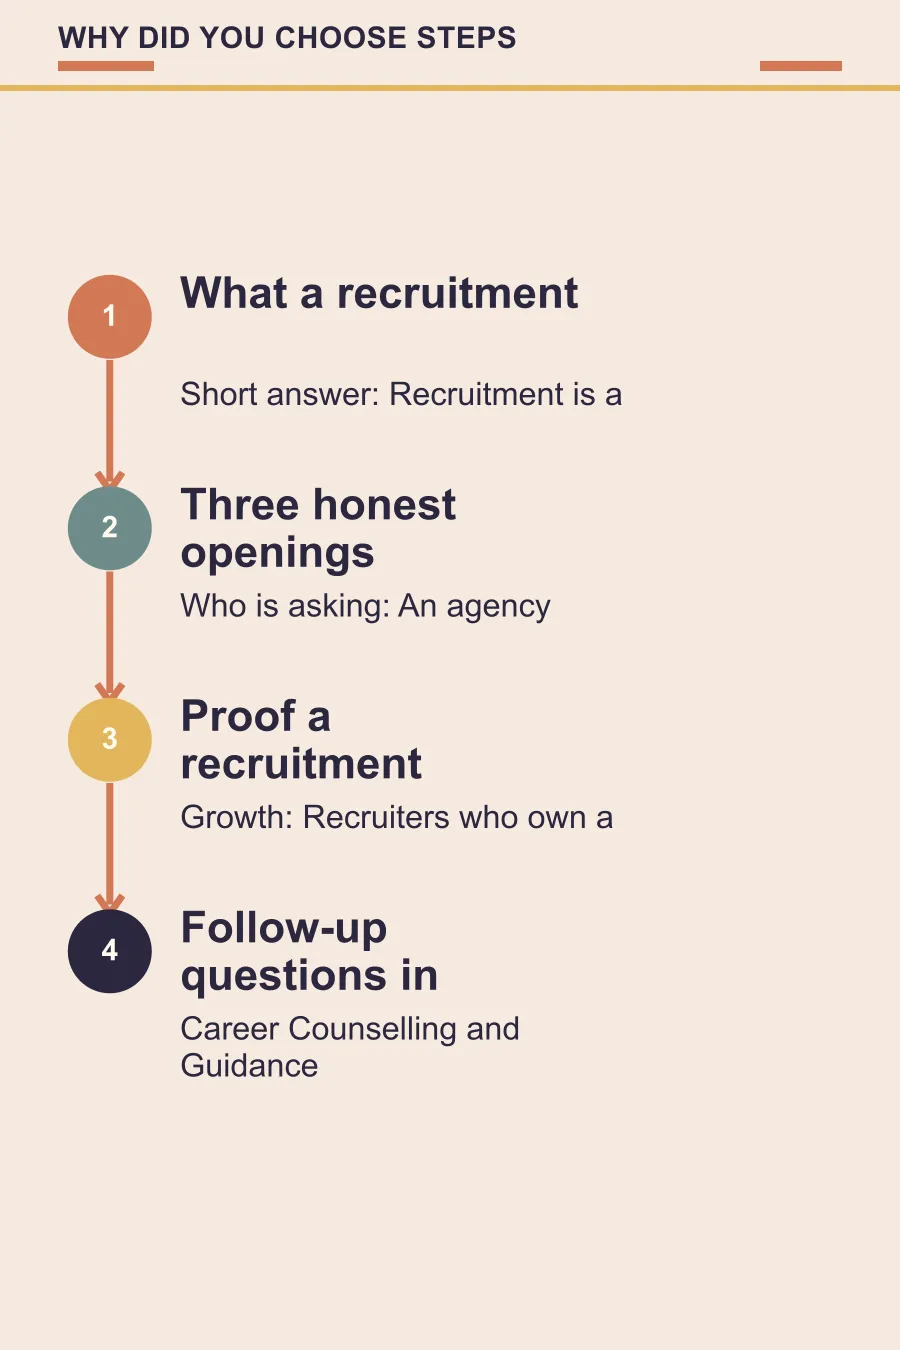 WHY DID YOU CHOOSE STEPS
1
What a recruitment
Short answer: Recruitment is a
2
Three honest
openings
Who is asking: An agency
3
Proof a
recruitment
Growth: Recruiters who own a
4
Follow-up
questions in
Career Counselling and
Guidance